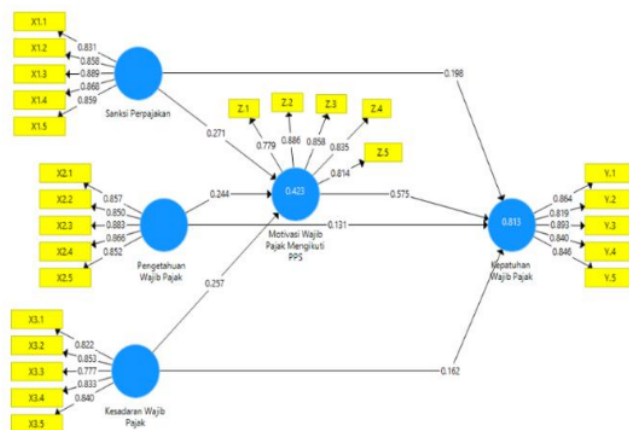 X1.1
X1.2
X1.3
X1.4
X1.5
0.831
0.858
0.889
0.868
0.859
Sanksi Perpajakan
0.198
0.271
Z.1
Z.2
Z.3
Z.4
Z.5
0.779
0.886
0.858
0.835
0.814
X2.1
X2.2
X2.3
X2.4
X2.5
0.857
0.850
0.883
0.866
0.852
Pengetahuan
Wajib Pajak
0.244
0.423
Motivasi Wajib
Pajak Mengikuti
PPS
0.575
0.131
0.257
0.813
Kepatuhan
Wajib Pajak
0.864
0.819
0.893
0.840
0.846
Y.1
Y.2
Y.3
Y.4
Y.5
X3.1
X3.2
X3.3
X3.4
X3.5
0.822
0.853
0.777
0.833
0.840
Kesadaran Wajib
Pajak
0.162